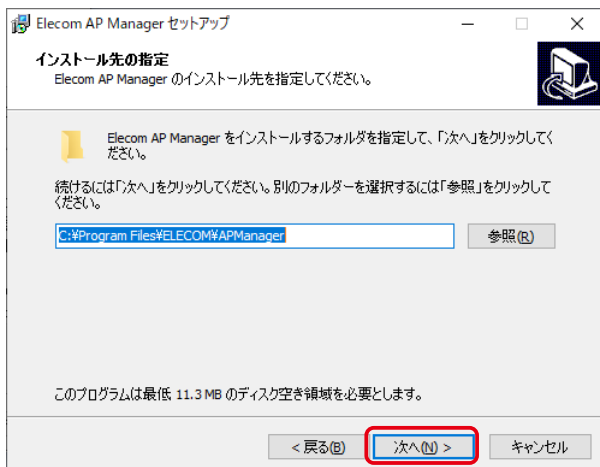 Elecom AP Manager セットアップ
インストール先の指定
Elecom AP Manager のインストール先を指定してください。
Elecom AP Manager をインストールするフォルダを指定して、「次へ」をクリックしてく
ださい。
続けるには「次へ」をクリックしてください。別のフォルダーを選択するには「参照」をクリックして
ください。
C:¥Program Files¥ELECOM¥APManager
参照(R)
このプログラムは最低 11.3 MB のディスク空き領域を必要とします。
< 戻る(B)
次へ(N) >
キャンセル